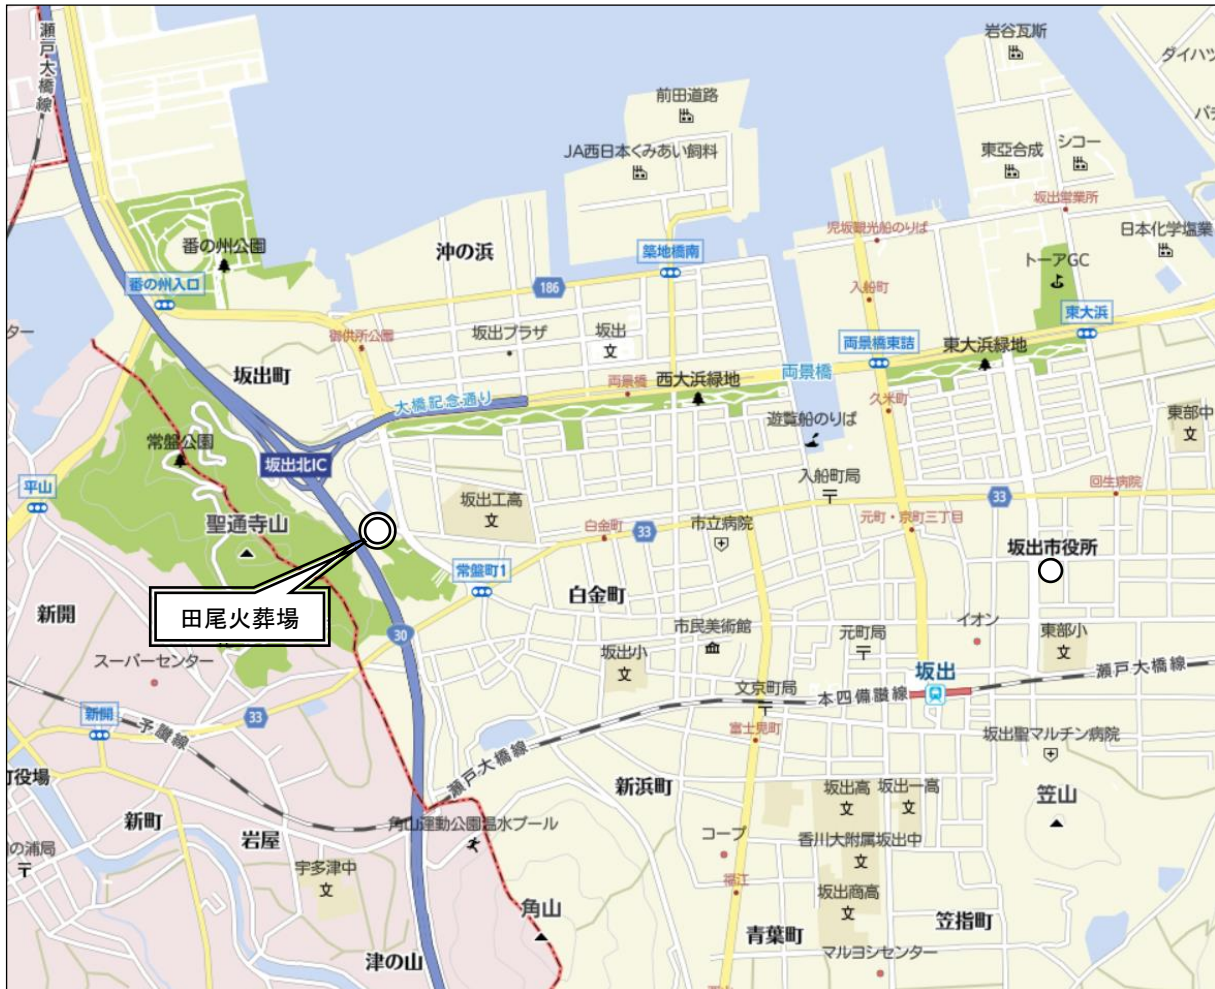 瀬戸大橋線
岩谷瓦斯
ダイハツ
前田道路
JA西日本くみあい飼料
東亞合成
シコー
坂出営業所
児坂観光船のりば
日本化学塩業
番の州公園
沖の浜
築地橋南
トーアGC
番の州入口
186
入船町
東大浜
御供所公園
坂出プラザ
坂出
文
両景橋東詰
東大浜緑地
坂出町
大橋記念通り
両景橋
西大浜緑地
両景橋
久米町
遊覧船のりば
東部中
文
常盤公園
坂出北IC
平山
入船町局
回生病院
坂出工高
文
33
聖通寺山
白金町
33
市立病院
元町・京町三丁目
坂出市役所
常盤町1
田尾火葬場
白金町
新開
30
市民美術館
元町局
イオン
東部小
文
スーパーセンター
坂出小
文
坂出
瀬戸大橋線
文京町局
本四備讃線
新開
33
予讃線
富士見町
坂出聖マルチン病院
瀬戸大橋線
町役場
新浜町
坂出高
文
坂出一高
文
笠山
新町
岩屋
角山運動公園温水プール
コープ
香川大附属坂出中
文
の浦局
宇多津中
文
福江
坂出商高
文
角山
笠指町
青葉町
津の山
マルヨシセンター